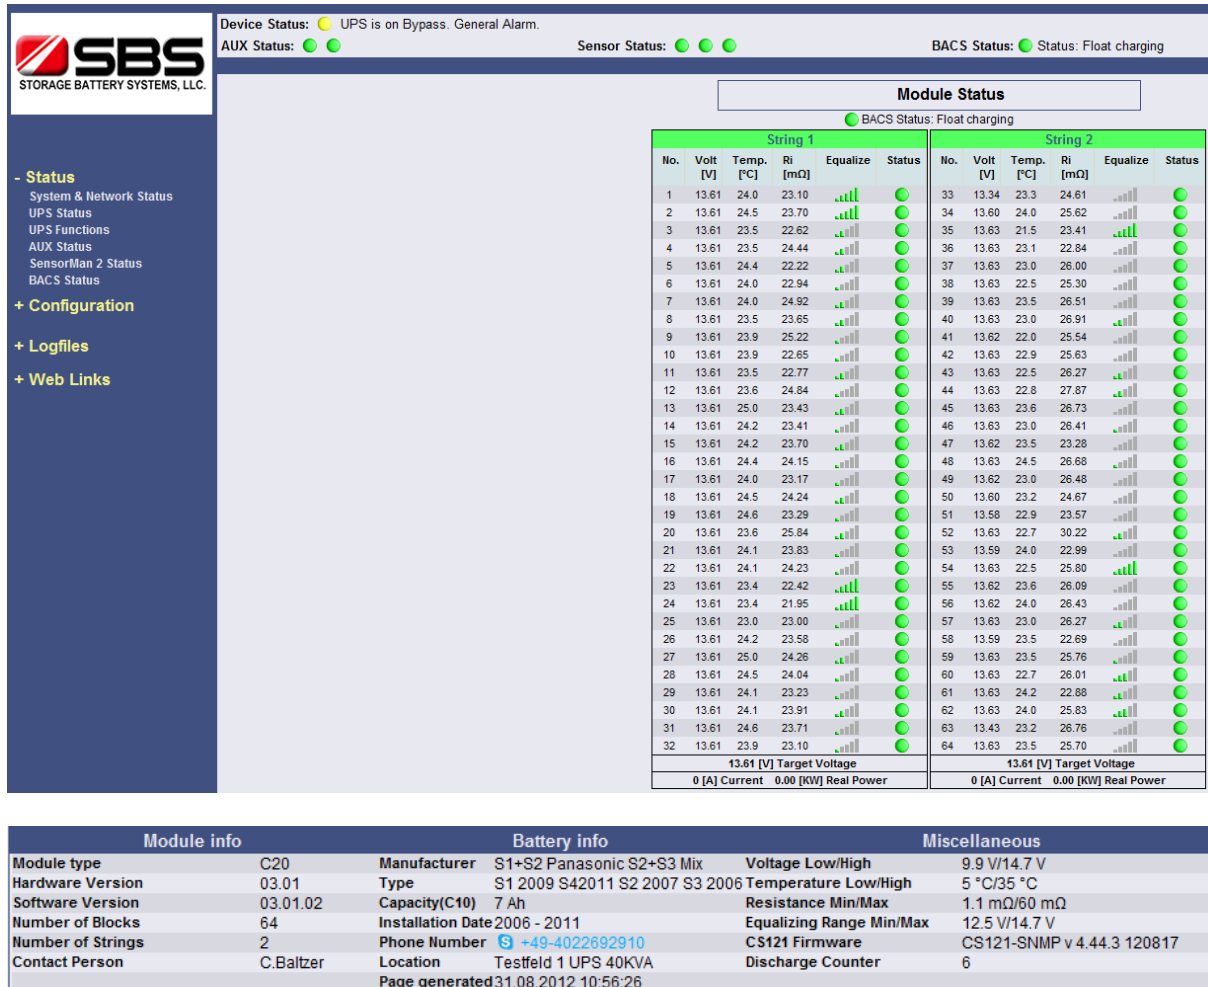 Device Status: UPS is on Bypass. General Alarm.
AUX Status: Sensor Status: BACS Status: Status: Float charging
SBS
STORAGE BATTERY SYSTEMS, LLC.
- Status
System & Network Status
UPS Status
UPS Functions
AUX Status
SensorMan 2 Status
BACS Status
+ Configuration
+ Logfiles
+ Web Links
Module Status
BACS Status: Float charging
String 1
No. Volt [V] Temp. [°C] Ri [mΩ] Equalize Status
1 13.61 24.0 23.10
2 13.61 24.5 23.70
3 13.61 23.5 22.62
4 13.61 23.5 24.44
5 13.61 24.4 22.22
6 13.61 24.0 22.94
7 13.61 24.0 24.92
8 13.61 23.5 23.65
9 13.61 23.9 25.22
10 13.61 23.9 22.65
11 13.61 23.5 22.77
12 13.61 23.6 24.84
13 13.61 25.0 23.43
14 13.61 24.2 23.41
15 13.61 24.2 23.70
16 13.61 24.4 24.15
17 13.61 24.0 23.17
18 13.61 24.5 24.24
19 13.61 24.6 23.29
20 13.61 23.6 25.84
21 13.61 24.1 23.83
22 13.61 24.1 24.23
23 13.61 23.4 22.42
24 13.61 23.4 21.95
25 13.61 23.0 23.00
26 13.61 24.2 23.58
27 13.61 25.0 24.26
28 13.61 24.5 24.04
29 13.61 24.1 23.23
30 13.61 24.1 23.91
31 13.61 24.6 23.71
32 13.61 23.9 23.10
13.61 [V] Target Voltage
0 [A] Current 0.00 [KW] Real Power
String 2
No. Volt [V] Temp. [°C] Ri [mΩ] Equalize Status
33 13.34 23.3 24.61
34 13.60 24.0 25.62
35 13.63 21.5 23.41
36 13.63 23.1 22.84
37 13.63 23.0 26.00
38 13.63 22.5 25.30
39 13.63 23.5 26.51
40 13.63 23.0 26.91
41 13.62 22.0 25.54
42 13.63 22.9 25.63
43 13.63 22.5 26.27
44 13.63 22.8 27.87
45 13.63 23.6 26.73
46 13.63 23.0 26.41
47 13.62 23.5 23.28
48 13.63 24.5 26.68
49 13.62 23.0 26.48
50 13.60 23.2 24.67
51 13.58 22.9 23.57
52 13.63 22.7 30.22
53 13.59 24.0 22.99
54 13.63 22.5 25.80
55 13.62 23.6 26.09
56 13.62 24.0 26.43
57 13.63 23.0 26.27
58 13.59 23.5 22.69
59 13.63 23.5 25.76
60 13.63 22.7 26.01
61 13.63 24.2 22.88
62 13.63 24.0 25.83
63 13.43 23.2 26.76
64 13.63 23.5 25.70
13.61 [V] Target Voltage
0 [A] Current 0.00 [KW] Real Power
Module info Battery info Miscellaneous
Module type C20 Manufacturer S1+S2 Panasonic S2+S3 Mix Voltage Low/High 9.9 V/14.7 V
Hardware Version 03.01 Type S1 2009 S42011 S2 2007 S3 2006 Temperature Low/High 5 °C/35 °C
Software Version 03.01.02 Capacity(C10) 7 Ah Resistance Min/Max 1.1 mΩ/60 mΩ
Number of Blocks 64 Installation Date 2006 - 2011 Equalizing Range Min/Max 12.5 V/14.7 V
Number of Strings 2 Phone Number +49-4022692910 CS121 Firmware CS121-SNMP v 4.44.3 120817
Contact Person C.Baltzer Location Testfeld 1 UPS 40KVA Discharge Counter 6
Page generated 31.08.2012 10:56:26